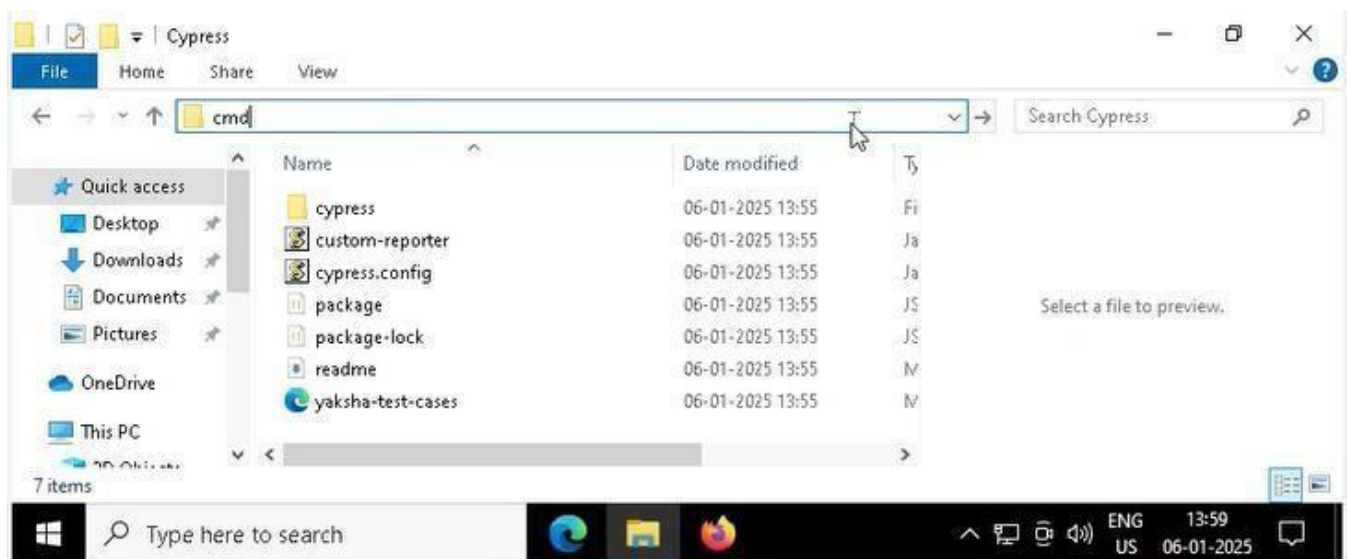 Cypress
File Home Share View
cmd
Search Cypress
Name Date modified Ty
Quick access
Desktop
Downloads
Documents
Pictures
OneDrive
This PC
cypress 06-01-2025 13:55 Fi
custom-reporter 06-01-2025 13:55 Ja
cypress.config 06-01-2025 13:55 Ja
package 06-01-2025 13:55 JS
package-lock 06-01-2025 13:55 JS
readme 06-01-2025 13:55 M
yaksha-test-cases 06-01-2025 13:55 M
Select a file to preview.
7 items
Type here to search
ENG 13:59
US 06-01-2025